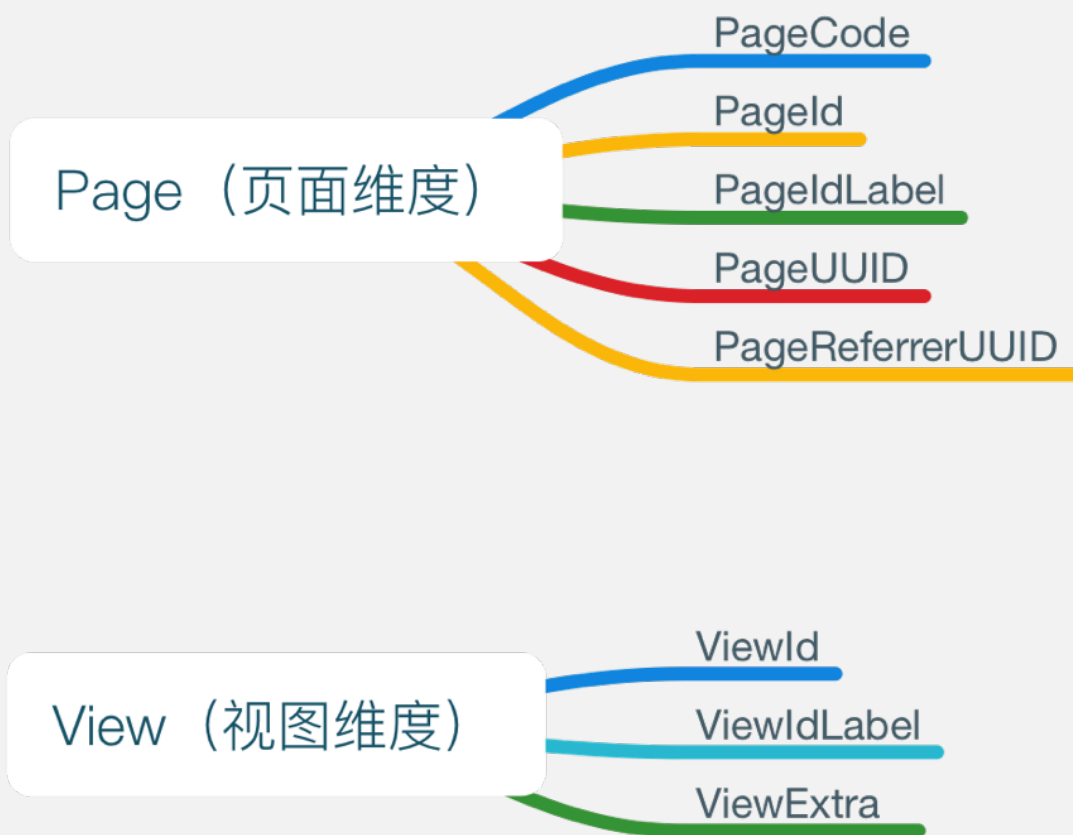 Page（页面维度）
PageCode
PageId
PageIdLabel
PageUUID
PageReferrerUUID
View（视图维度）
ViewId
ViewIdLabel
ViewExtra